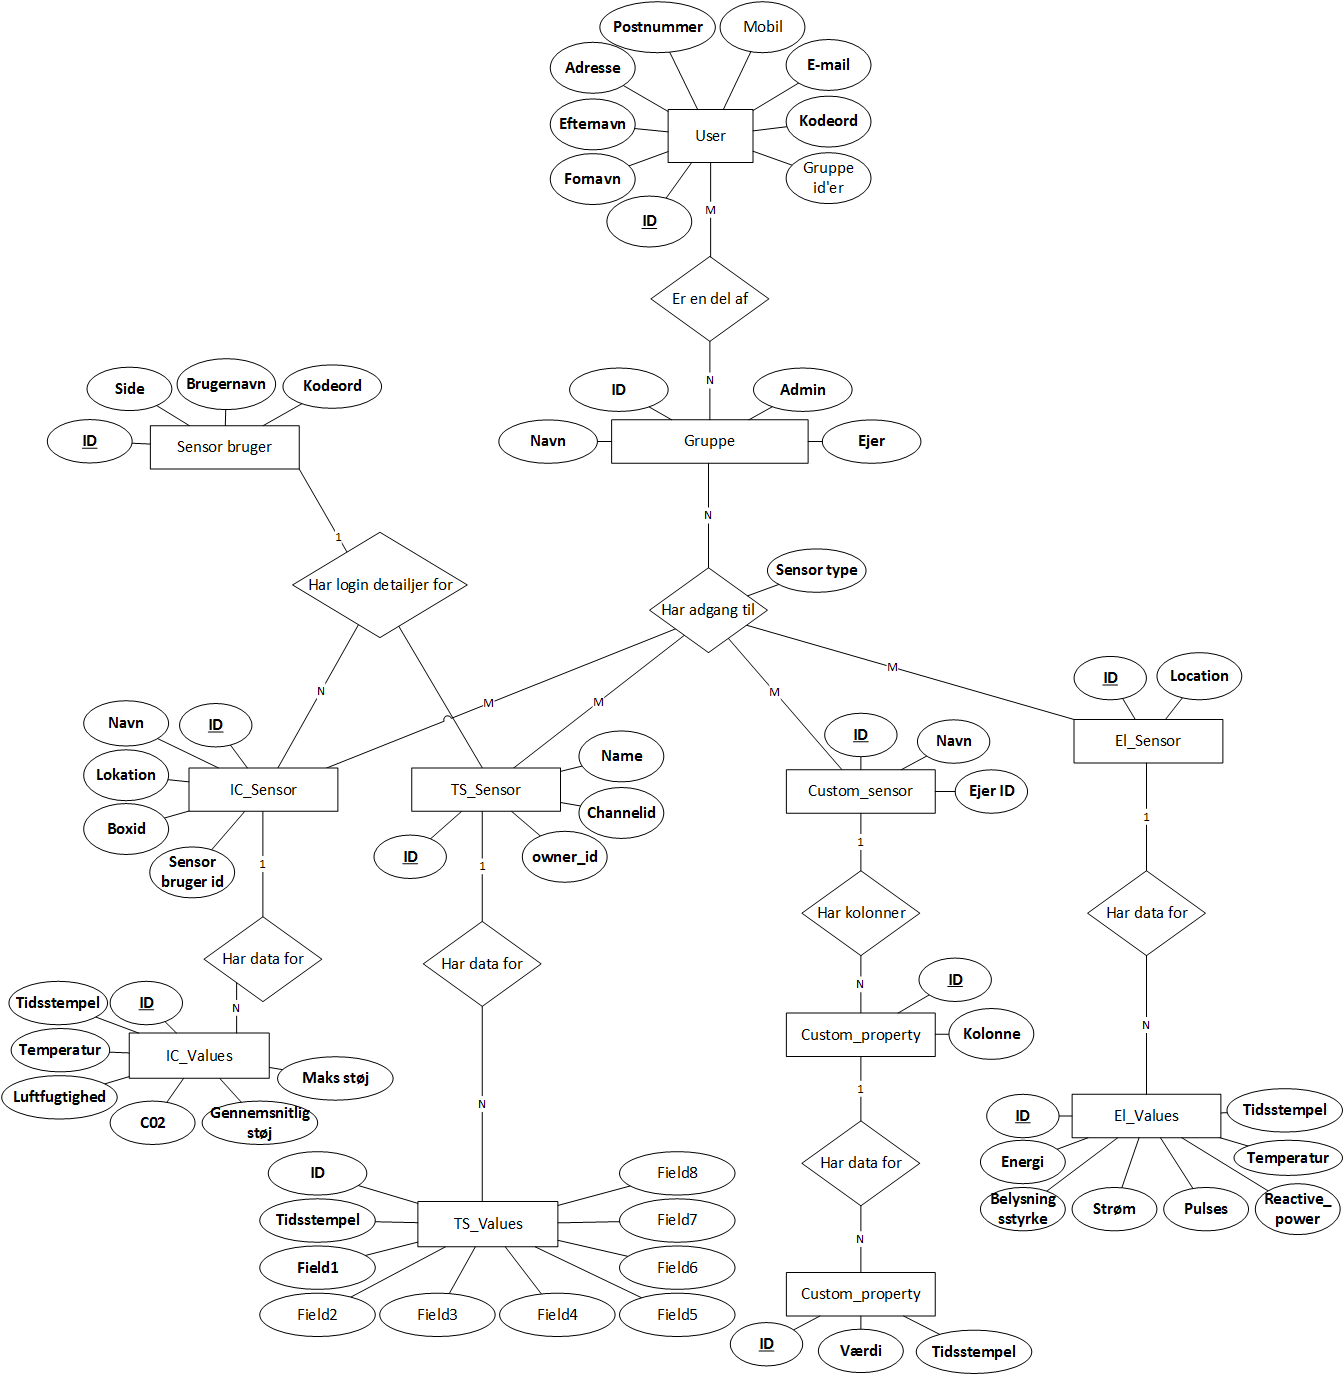 Postnummer
Mobil
Adresse
E-mail
Efternavn
Kodeord
User
Fornavn
Gruppe
id'er
ID
M
Er en del af
N
Side
Brugernavn
Kodeord
ID
Sensor bruger
ID
Admin
Navn
Gruppe
Ejer
1
N
Har login detailjer for
Sensor type
Har adgang til
N
M
M
M
M
ID
Location
El_Sensor
Navn
ID
Lokation
IC_Sensor
Boxid
Sensor
bruger id
Name
TS_Sensor
Channelid
ID
owner_id
ID
Navn
Custom_sensor
Ejer ID
1
1
1
1
Har data for
Har data for
Har kolonner
Har data for
N
N
N
N
Tidsstempel
ID
Temperatur
IC_Values
Luftfugtighed
Maks støj
C02
Gennemsnitlig
støj
ID
Custom_property
Kolonne
1
Har data for
N
ID
El_Values
Tidsstempel
Energi
Temperatur
Belysning
sstyrke
Strøm
Pulses
Reactive_
power
ID
Field8
Tidsstempel
TS_Values
Field7
Field1
Field6
Field2
Field3
Field4
Field5
Custom_property
ID
Værdi
Tidsstempel